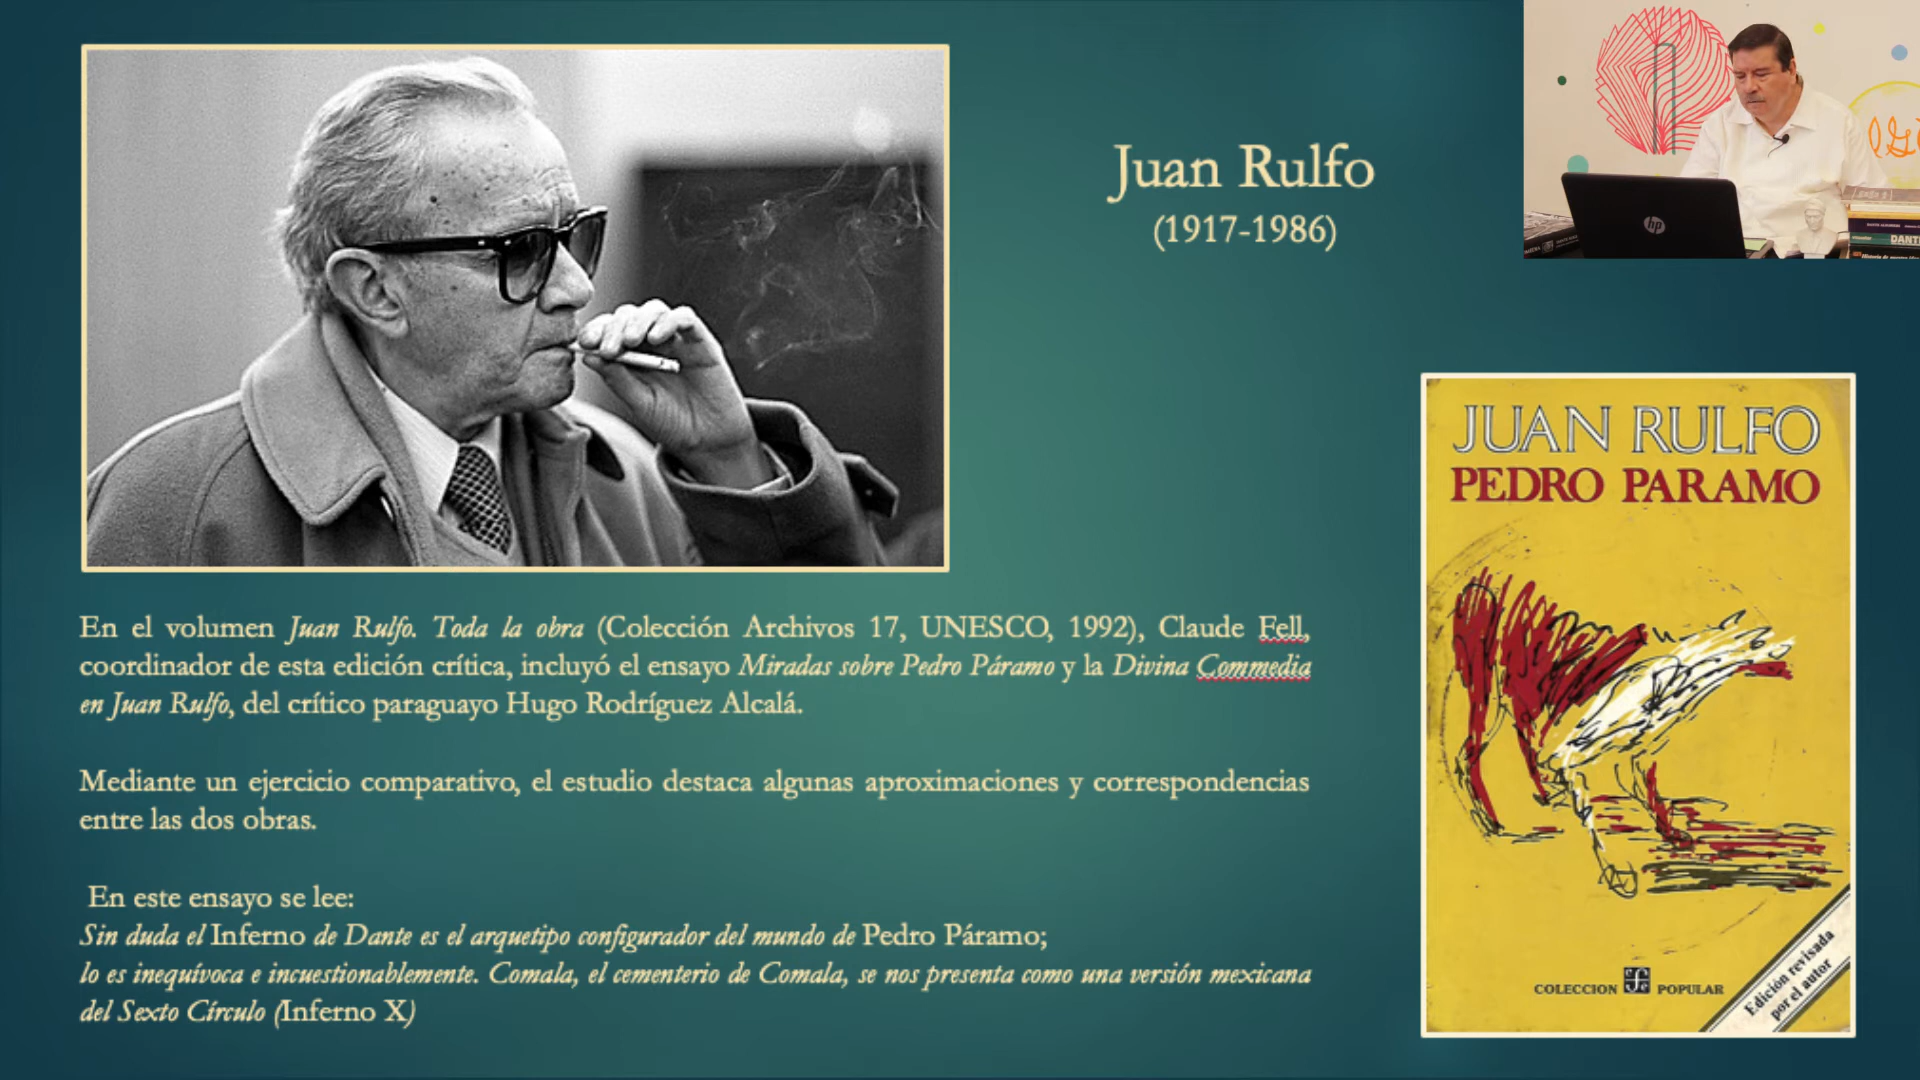 Juan Rulfo
(1917-1986)
En el volumen Juan Rulfo. Toda la obra (Colección Archivos 17, UNESCO, 1992), Claude Fell,
coordinador de esta edición crítica, incluyó el ensayo Miradas sobre Pedro Páramo y la Divina Commedia
en Juan Rulfo, del crítico paraguayo Hugo Rodríguez Alcalá.
Mediante un ejercicio comparativo, el estudio destaca algunas aproximaciones y correspondencias
entre las dos obras.
En este ensayo se lee:
Sin duda el Inferno de Dante es el arquetipo configurador del mundo de Pedro Páramo;
lo es inequívoca e incuestionablemente. Comala, el cementerio de Comala, se nos presenta como una versión mexicana
del Sexto Círculo (Inferno X)
JUAN RULFO
PEDRO PARAMO
COLECCION fce POPULAR
Edición revisada
por el autor
hp
DANTE